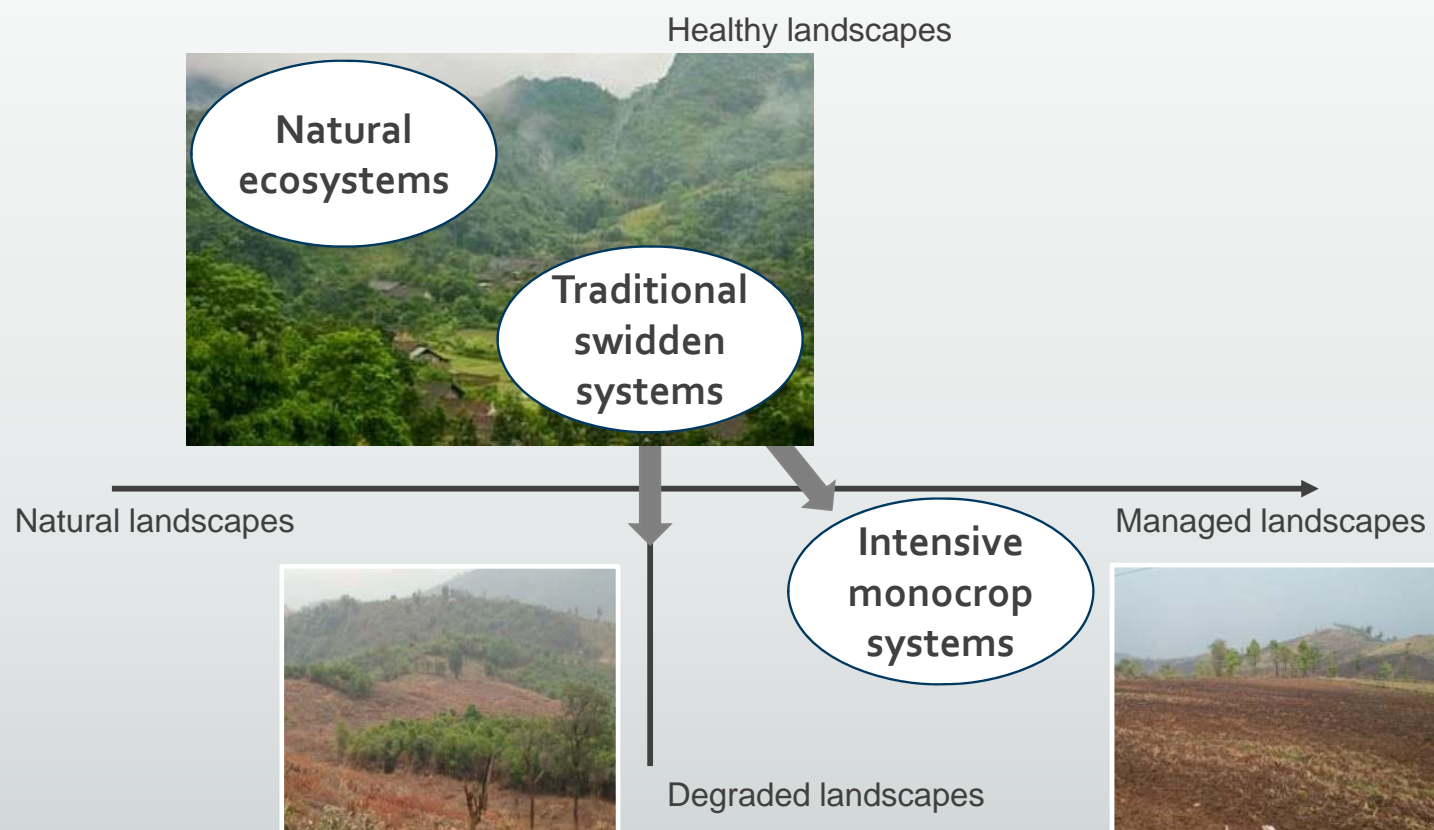 Healthy landscapes
Natural
ecosystems
Traditional
swidden
systems
Natural landscapes
Managed landscapes
Intensive
monocrop
systems
Degraded landscapes